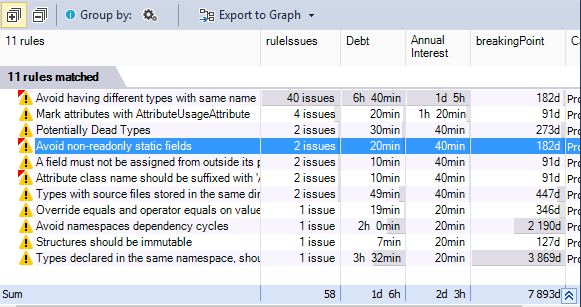 Group by: Export to Graph
11 rules ruleIssues Debt Annual Interest breakingPoint
11 rules matched
Avoid having different types with same name 40 issues 6h 40min 1d 5h 182d Pro
Mark attributes with AttributeUsageAttribute 4 issues 20min 1h 20min 91d Pro
Potentially Dead Types 2 issues 30min 40min 273d Pro
Avoid non-readonly static fields 2 issues 20min 40min 182d Pro
A field must not be assigned from outside its p 2 issues 10min 40min 91d Pro
Attribute class name should be suffixed with 'A 2 issues 10min 40min 91d Pro
Types with source files stored in the same dir 2 issues 49min 40min 447d Pro
Override equals and operator equals on value 1 issue 19min 20min 346d Pro
Avoid namespaces dependency cycles 1 issue 2h 0min 20min 2 190d Pro
Structures should be immutable 1 issue 7min 20min 127d Pro
Types declared in the same namespace, shou 1 issue 3h 32min 20min 3 869d Pro
Sum 58 1d 6h 2d 3h 7 893d